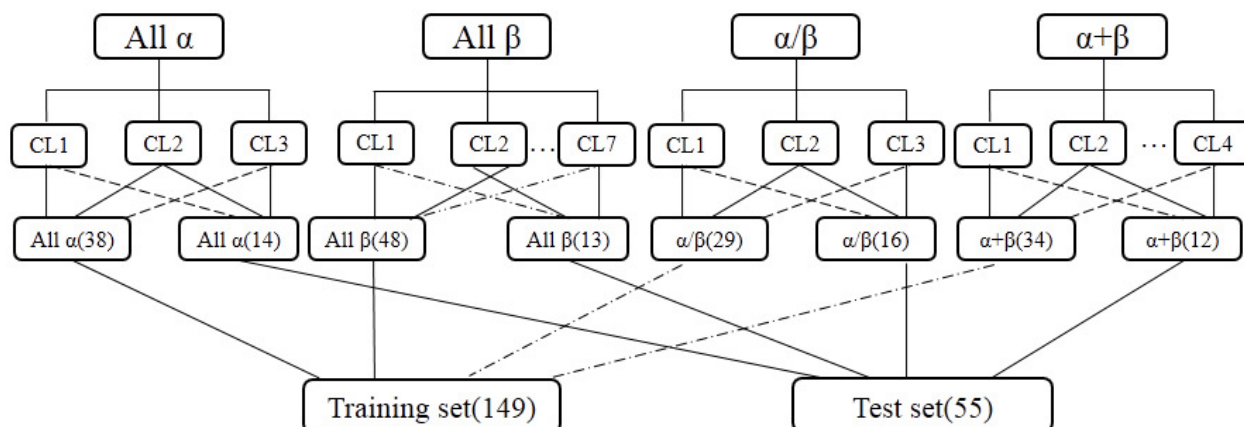 All α
All β
α/β
α+β
CL1
CL2
CL3
CL1
CL2
...
CL7
CL1
CL2
CL3
CL1
CL2
...
CL4
All α(38)
All α(14)
All β(48)
All β(13)
α/β(29)
α/β(16)
α+β(34)
α+β(12)
Training set(149)
Test set(55)